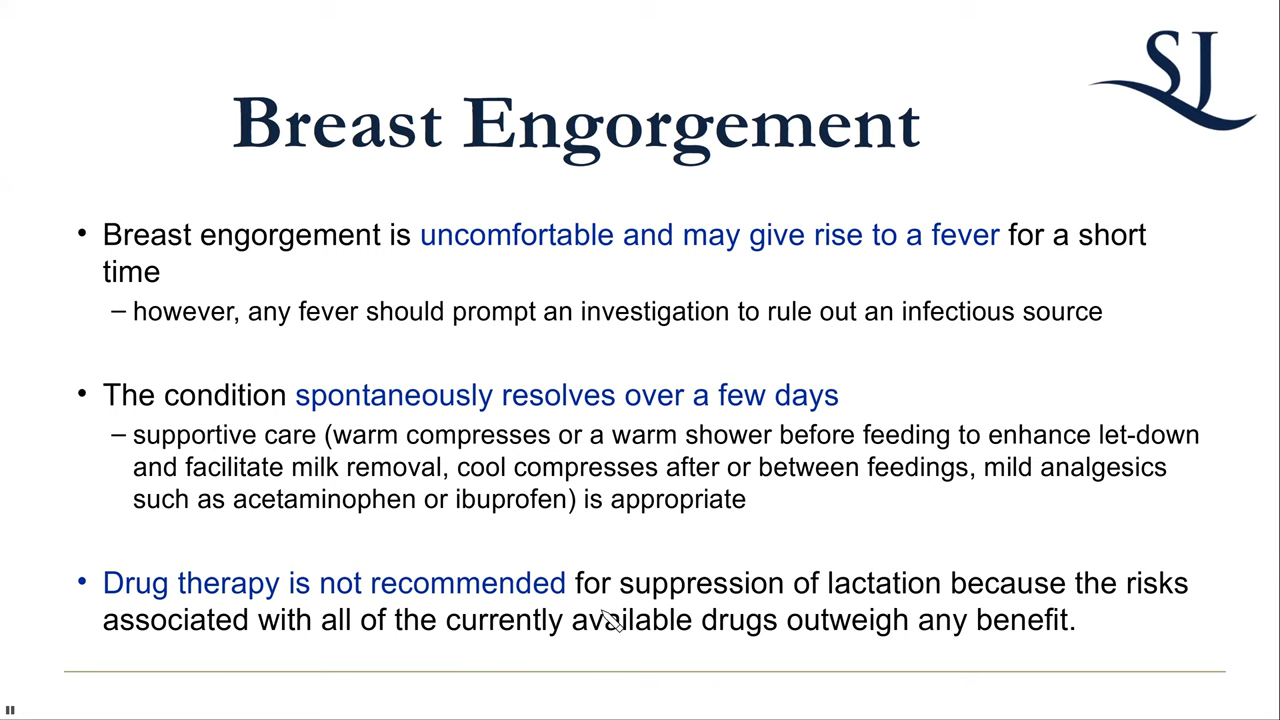 SJ
Breast Engorgement
• Breast engorgement is uncomfortable and may give rise to a fever for a short
time
– however, any fever should prompt an investigation to rule out an infectious source
• The condition spontaneously resolves over a few days
– supportive care (warm compresses or a warm shower before feeding to enhance let-down
and facilitate milk removal, cool compresses after or between feedings, mild analgesics
such as acetaminophen or ibuprofen) is appropriate
• Drug therapy is not recommended for suppression of lactation because the risks
associated with all of the currently available drugs outweigh any benefit.